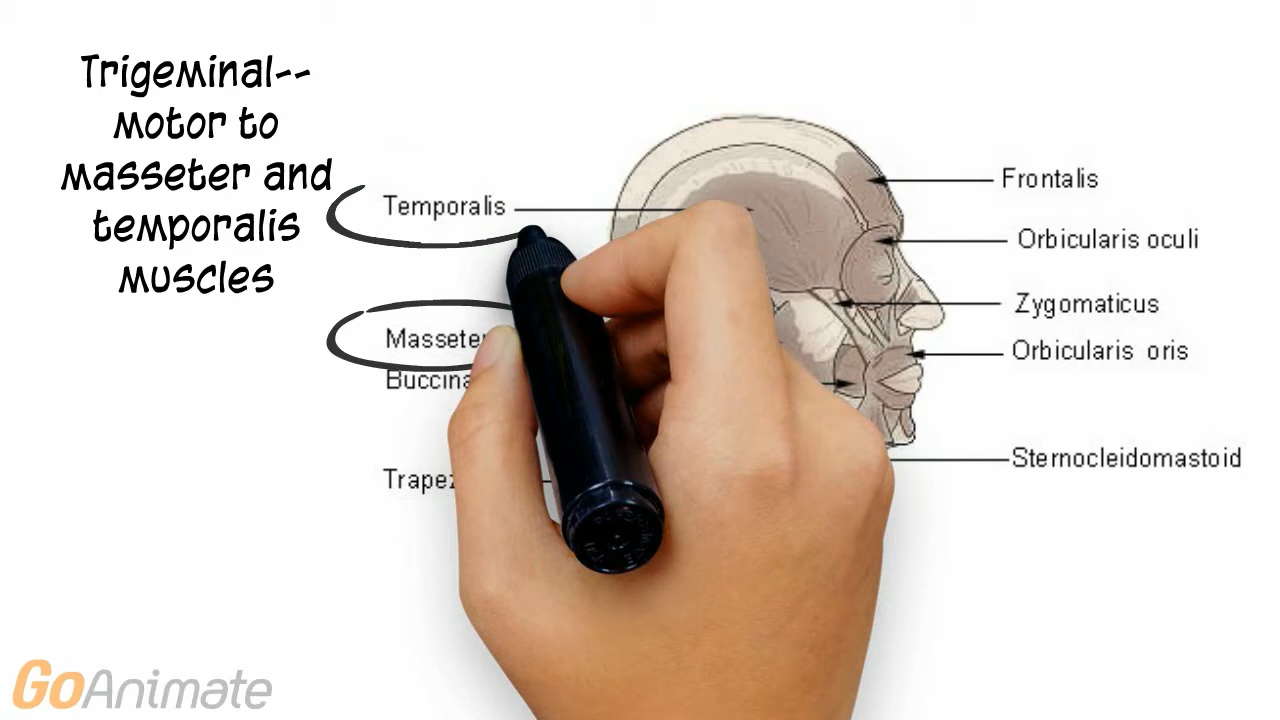 Trigeminal--
motor to
masseter and
temporalis
muscles
Temporalis
Frontalis
Orbicularis oculi
Zygomaticus
Orbicularis oris
Sternocleidomastoid
GoAnimate